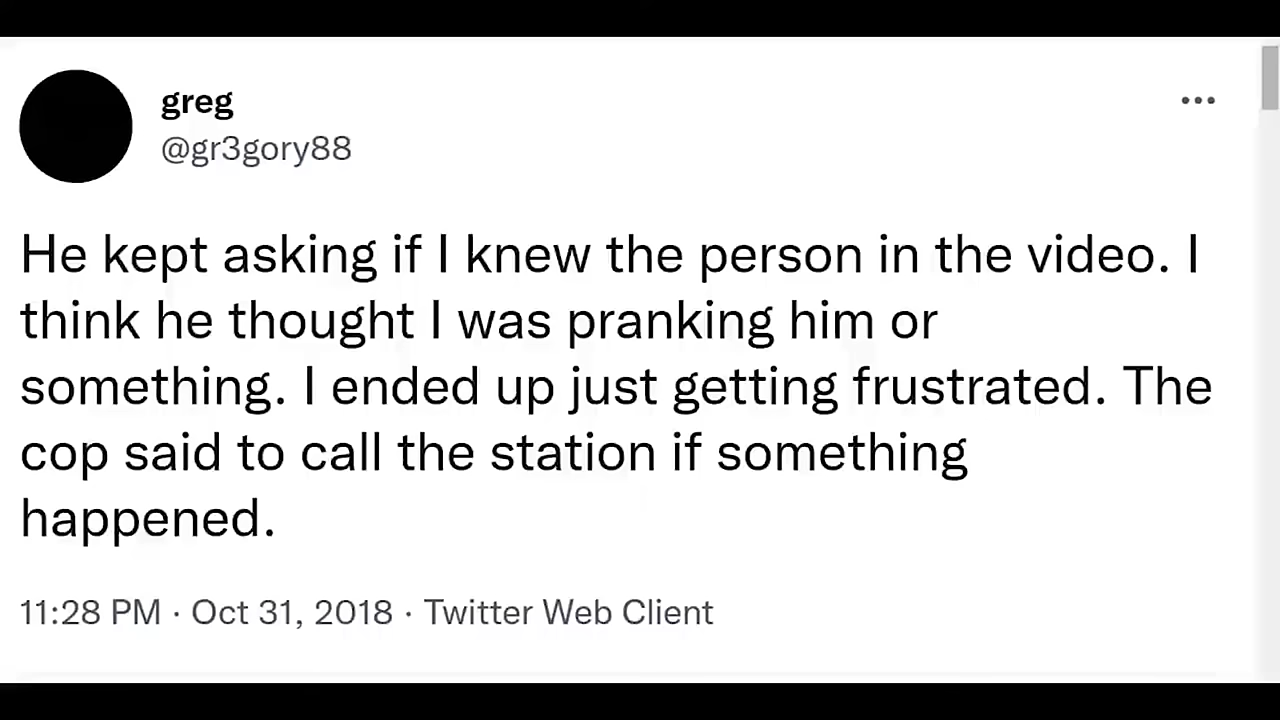 greg
@gr3gory88
He kept asking if I knew the person in the video. I
think he thought I was pranking him or
something. I ended up just getting frustrated. The
cop said to call the station if something
happened.
11:28 PM · Oct 31, 2018 · Twitter Web Client